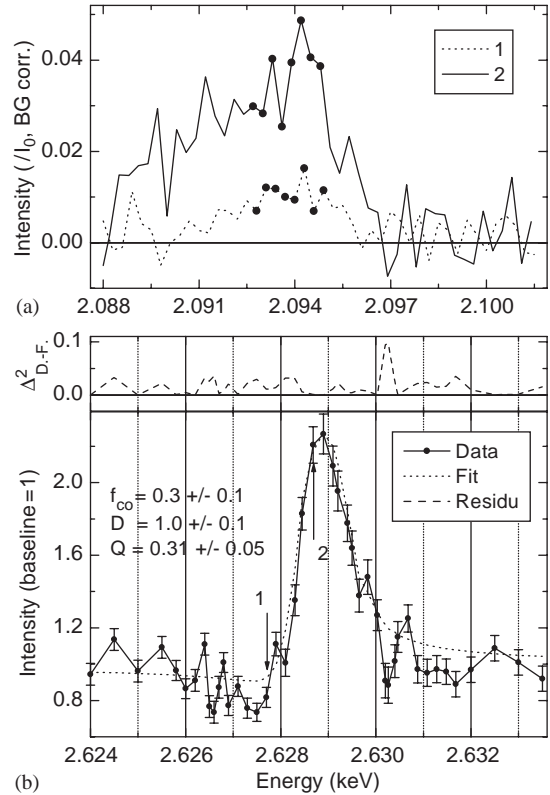 Intensity (/I0, BG corr.)
0.04
0.02
0.00
1
2
(a)
2.088 2.091 2.094 2.097 2.100
Δ²D.-F.
0.1
0.0
Intensity (baseline=1)
2.0
1.6
1.2
0.8
fco= 0.3 +/- 0.1
D = 1.0 +/- 0.1
Q = 0.31 +/- 0.05
1
2
Data
Fit
Residu
(b)
2.624 2.626 2.628 2.630 2.632
Energy (keV)